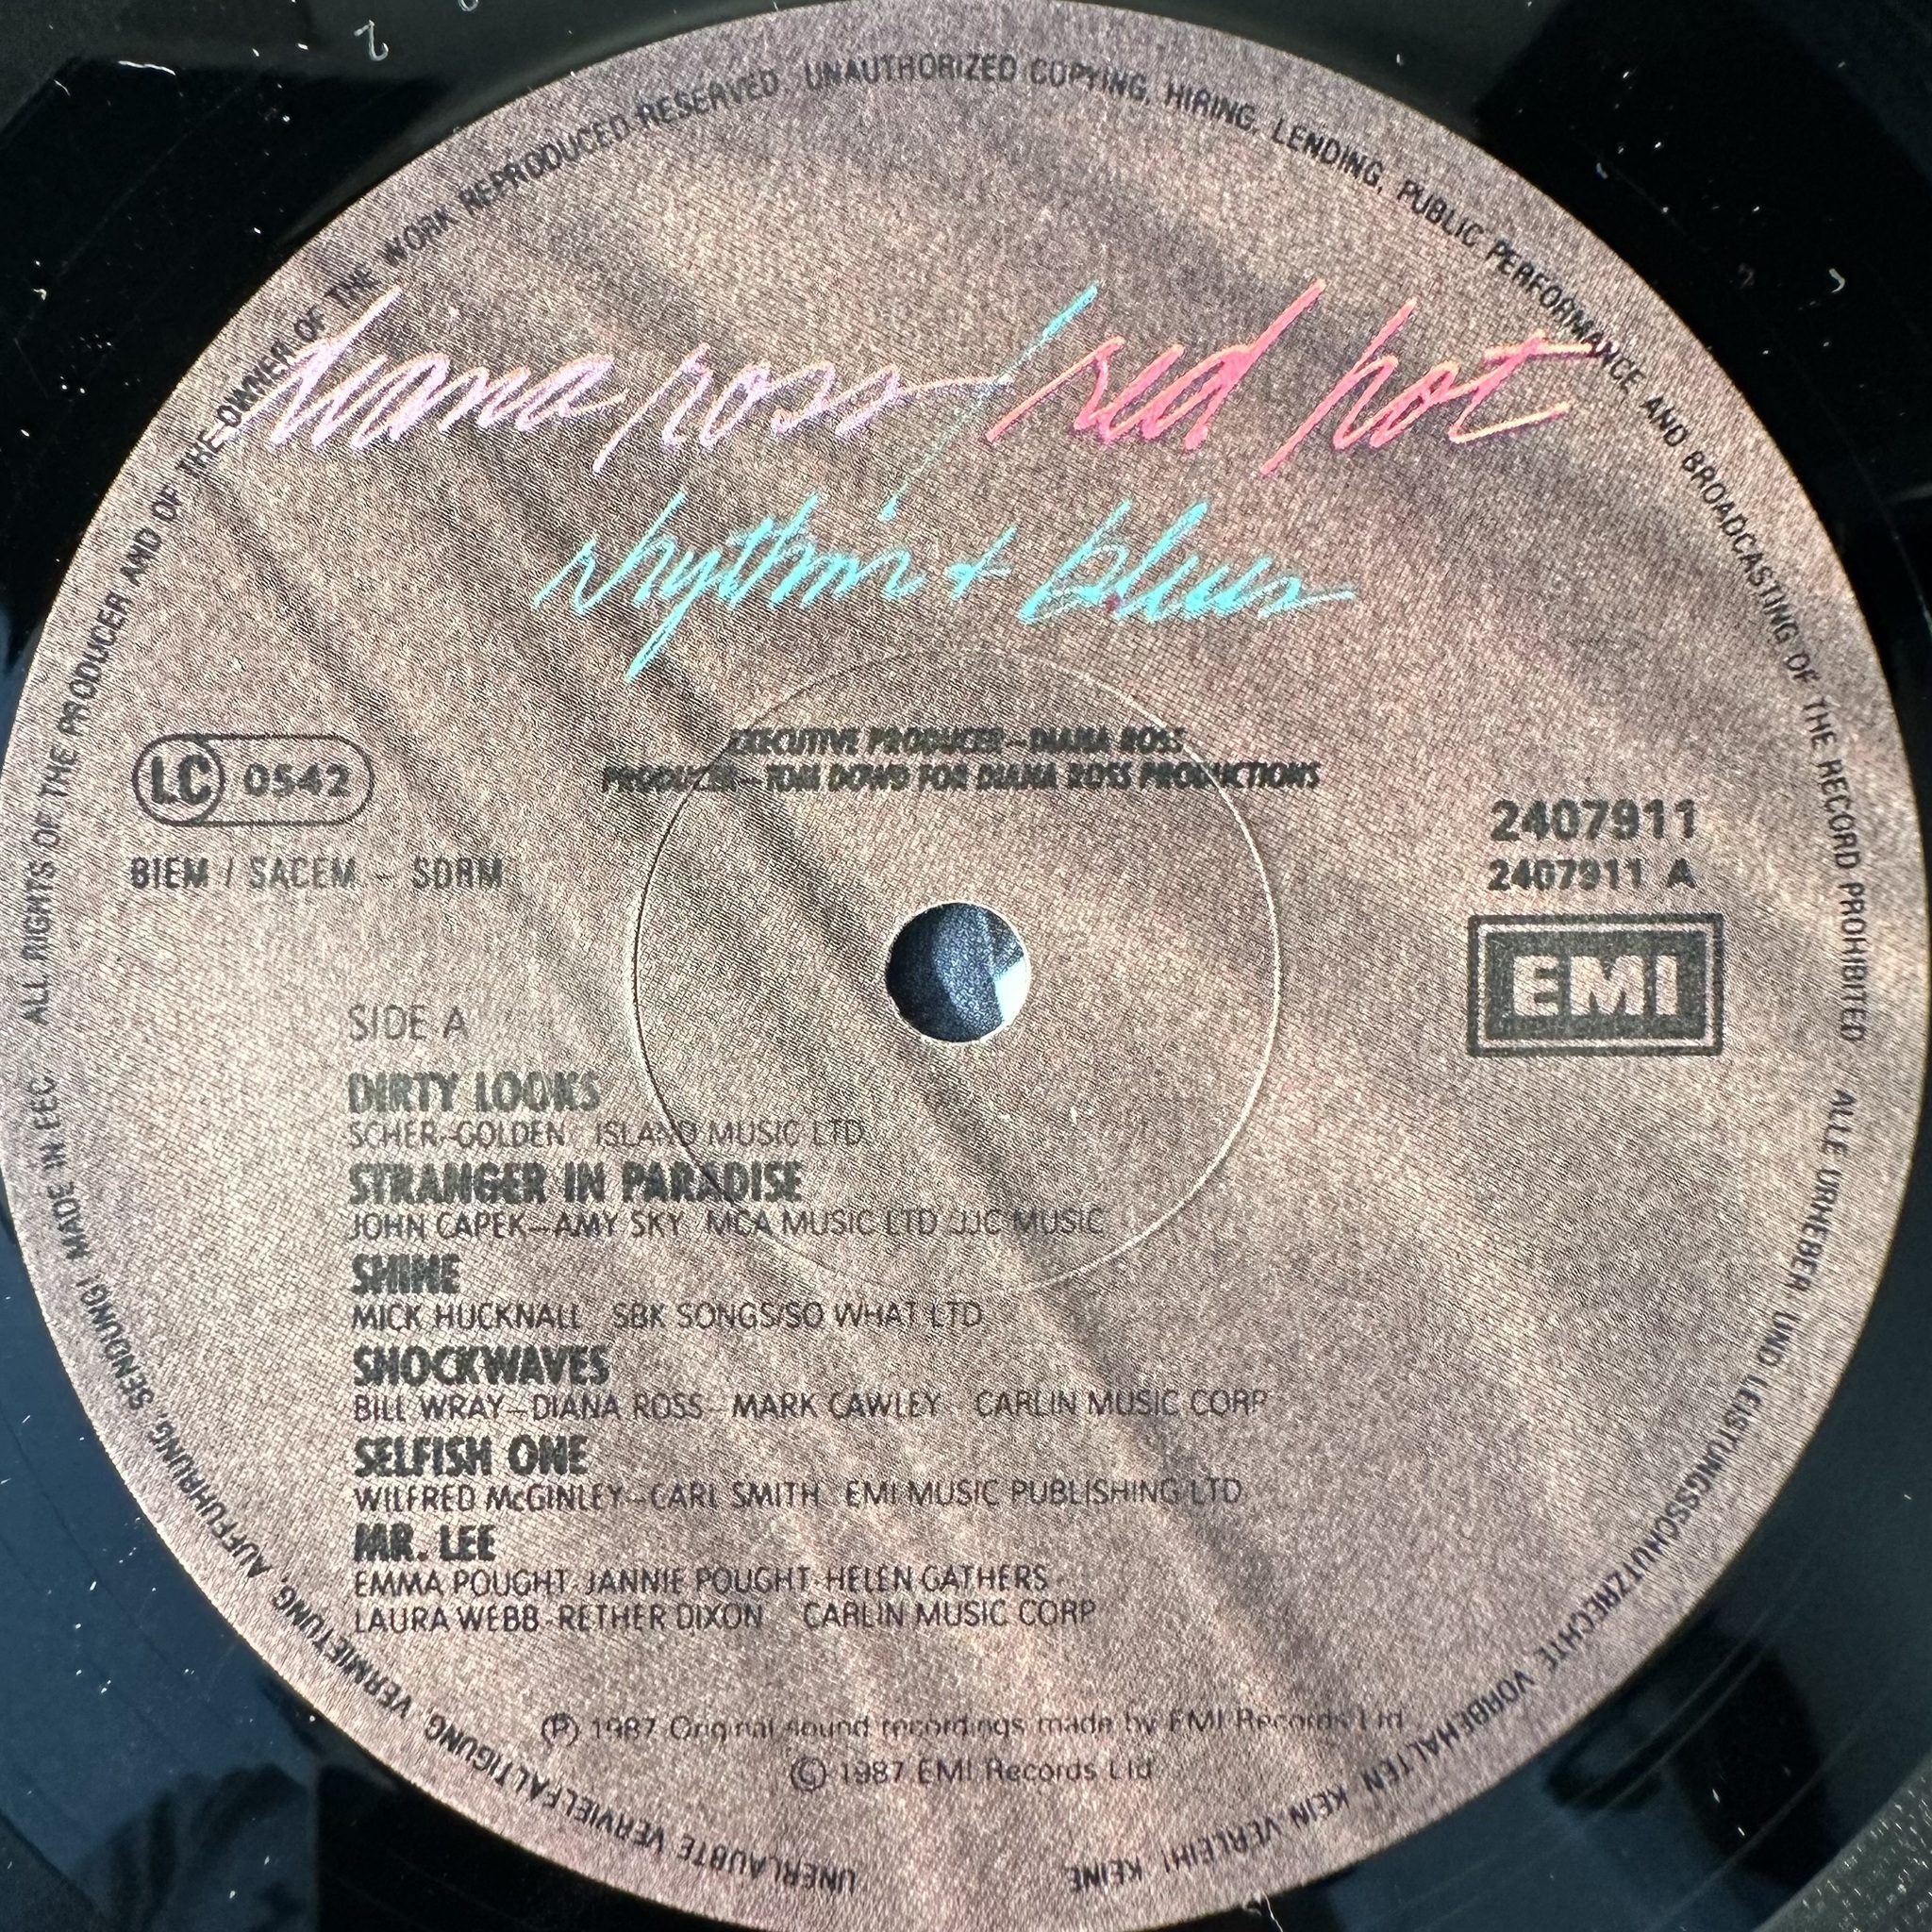 diana ross / red hot
rhythm + blues
EXECUTIVE PRODUCER–DIANA ROSS
PRODUCER–TOM DOWD FOR DIANA ROSS PRODUCTIONS
LC 0542
BIEM / SACEM - SDRM
2407911
2407911 A
EMI
SIDE A
DIRTY LOOKS
SCHER-GOLDEN ISLAND MUSIC LTD
STRANGER IN PARADISE
JOHN CAPEK–AMY SKY MCA MUSIC LTD JJC MUSIC
SHINE
MICK HUCKNALL SBK SONGS/SO WHAT LTD
SHOCKWAVES
BILL WRAY–DIANA ROSS–MARK CAWLEY CARLIN MUSIC CORP
SELFISH ONE
WILFRED McGINLEY–CARL SMITH EMI MUSIC PUBLISHING LTD
MR. LEE
EMMA POUGHT-JANNIE POUGHT-HELEN GATHERS-
LAURA WEBB-RETHER DIXON CARLIN MUSIC CORP
Ⓟ 1987 Original sound recordings made by EMI Records Ltd
© 1987 EMI Records Ltd
ALL RIGHTS OF THE PRODUCER AND OF THE OWNER OF THE WORK REPRODUCED RESERVED. UNAUTHORIZED COPYING, HIRING, LENDING, PUBLIC PERFORMANCE AND BROADCASTING OF THE RECORD PROHIBITED
ALLE URHEBER UND LEISTUNGSSCHUTZRECHTE VORBEHALTEN KEIN VERLEIH! KEINE
UNERLAUBTE VERVIELFALTIGUNG, VERMIETUNG, AUFFUHRUNG, SENDUNG! MADE IN EEC